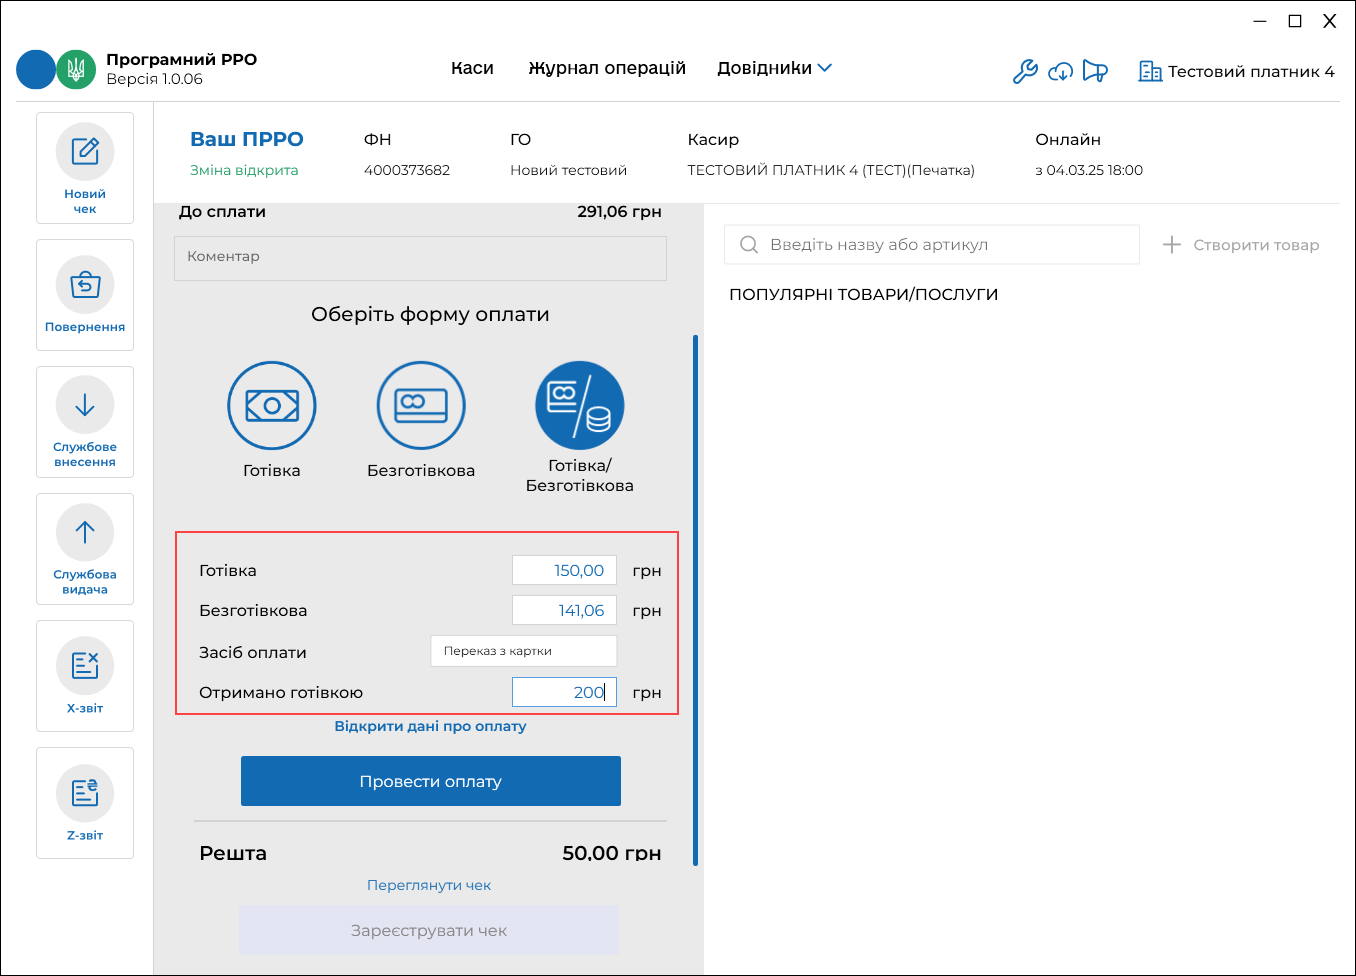 Програмний РРО
Версія 1.0.06
Каси
Журнал операцій
Довідники
Тестовий платник 4
Новий
чек
Повернення
Службове
внесення
Службова
видача
X-звіт
Z-звіт
Ваш ПРРО
Зміна відкрита
ФН
4000373682
ГО
Новий тестовий
Касир
ТЕСТОВИЙ ПЛАТНИК 4 (ТЕСТ)(Печатка)
Онлайн
з 04.03.25 18:00
До сплати 291,06 грн
Коментар
Оберіть форму оплати
Готівка
Безготівкова
Готівка/
Безготівкова
Готівка 150,00 грн
Безготівкова 141,06 грн
Засіб оплати Переказ з картки
Отримано готівкою 200 грн
Відкрити дані про оплату
Провести оплату
Решта 50,00 грн
Переглянути чек
Зареєструвати чек
Введіть назву або артикул
Створити товар
ПОПУЛЯРНІ ТОВАРИ/ПОСЛУГИ